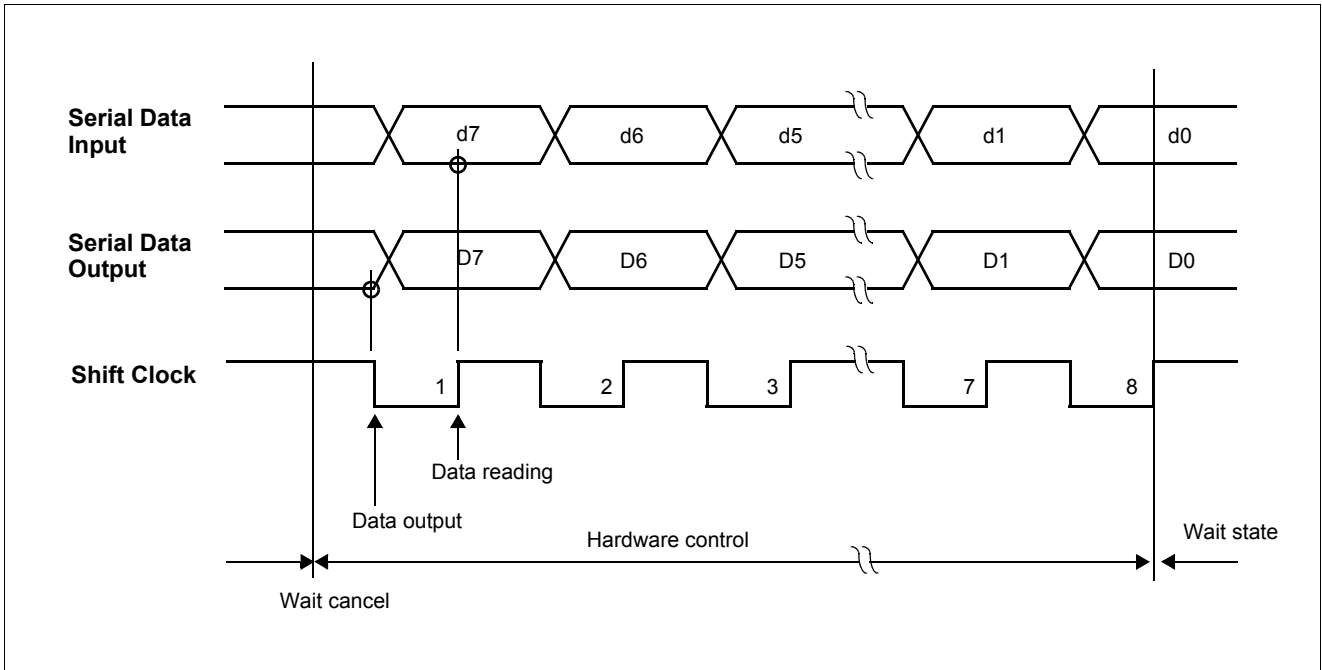 Serial Data
Input
d7
d6
d5
d1
d0
Serial Data
Output
D7
D6
D5
D1
D0
Shift Clock
1
2
3
7
8
Data reading
Data output
Hardware control
Wait state
Wait cancel